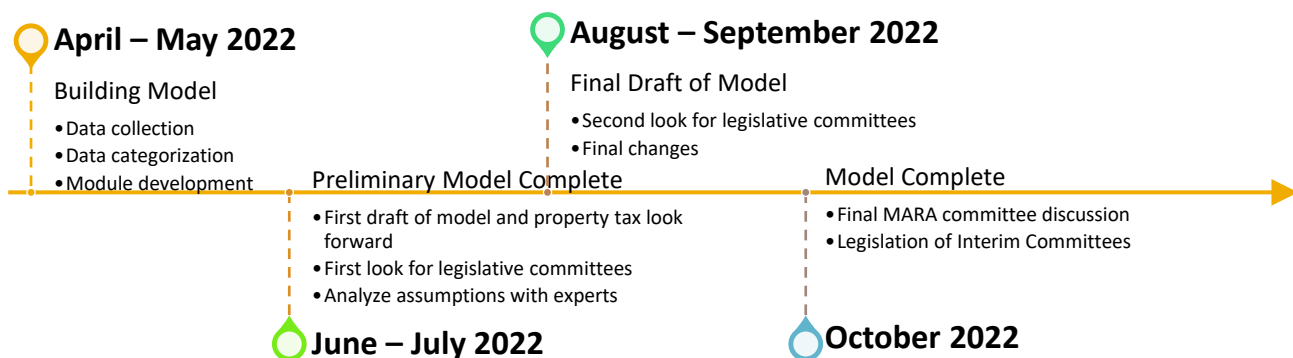 April – May 2022
Building Model
•Data collection
•Data categorization
•Module development
Preliminary Model Complete
•First draft of model and property tax look
forward
•First look for legislative committees
•Analyze assumptions with experts
June – July 2022
August – September 2022
Final Draft of Model
•Second look for legislative committees
•Final changes
Model Complete
•Final MARA committee discussion
•Legislation of Interim Committees
October 2022